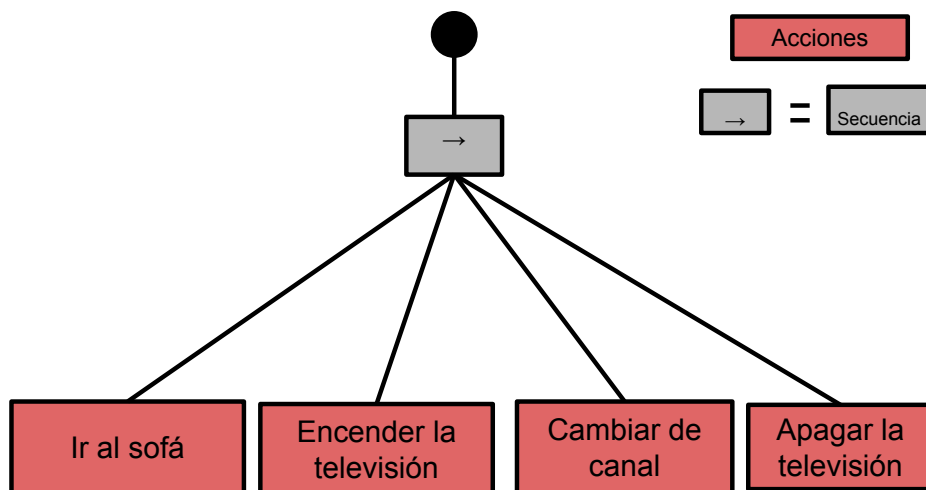 Acciones
→
→ = Secuencia
Ir al sofá
Encender la
televisión
Cambiar de
canal
Apagar la
televisión